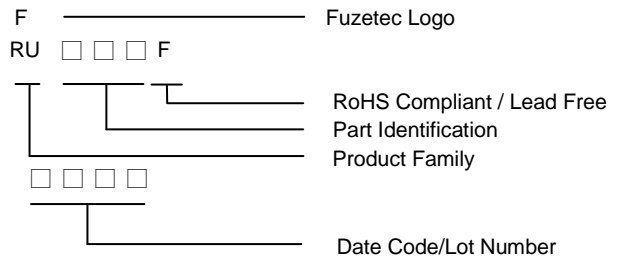 F Fuzetec Logo
RU □ □ □ F
RoHS Compliant / Lead Free
Part Identification
Product Family
□ □ □ □
Date Code/Lot Number